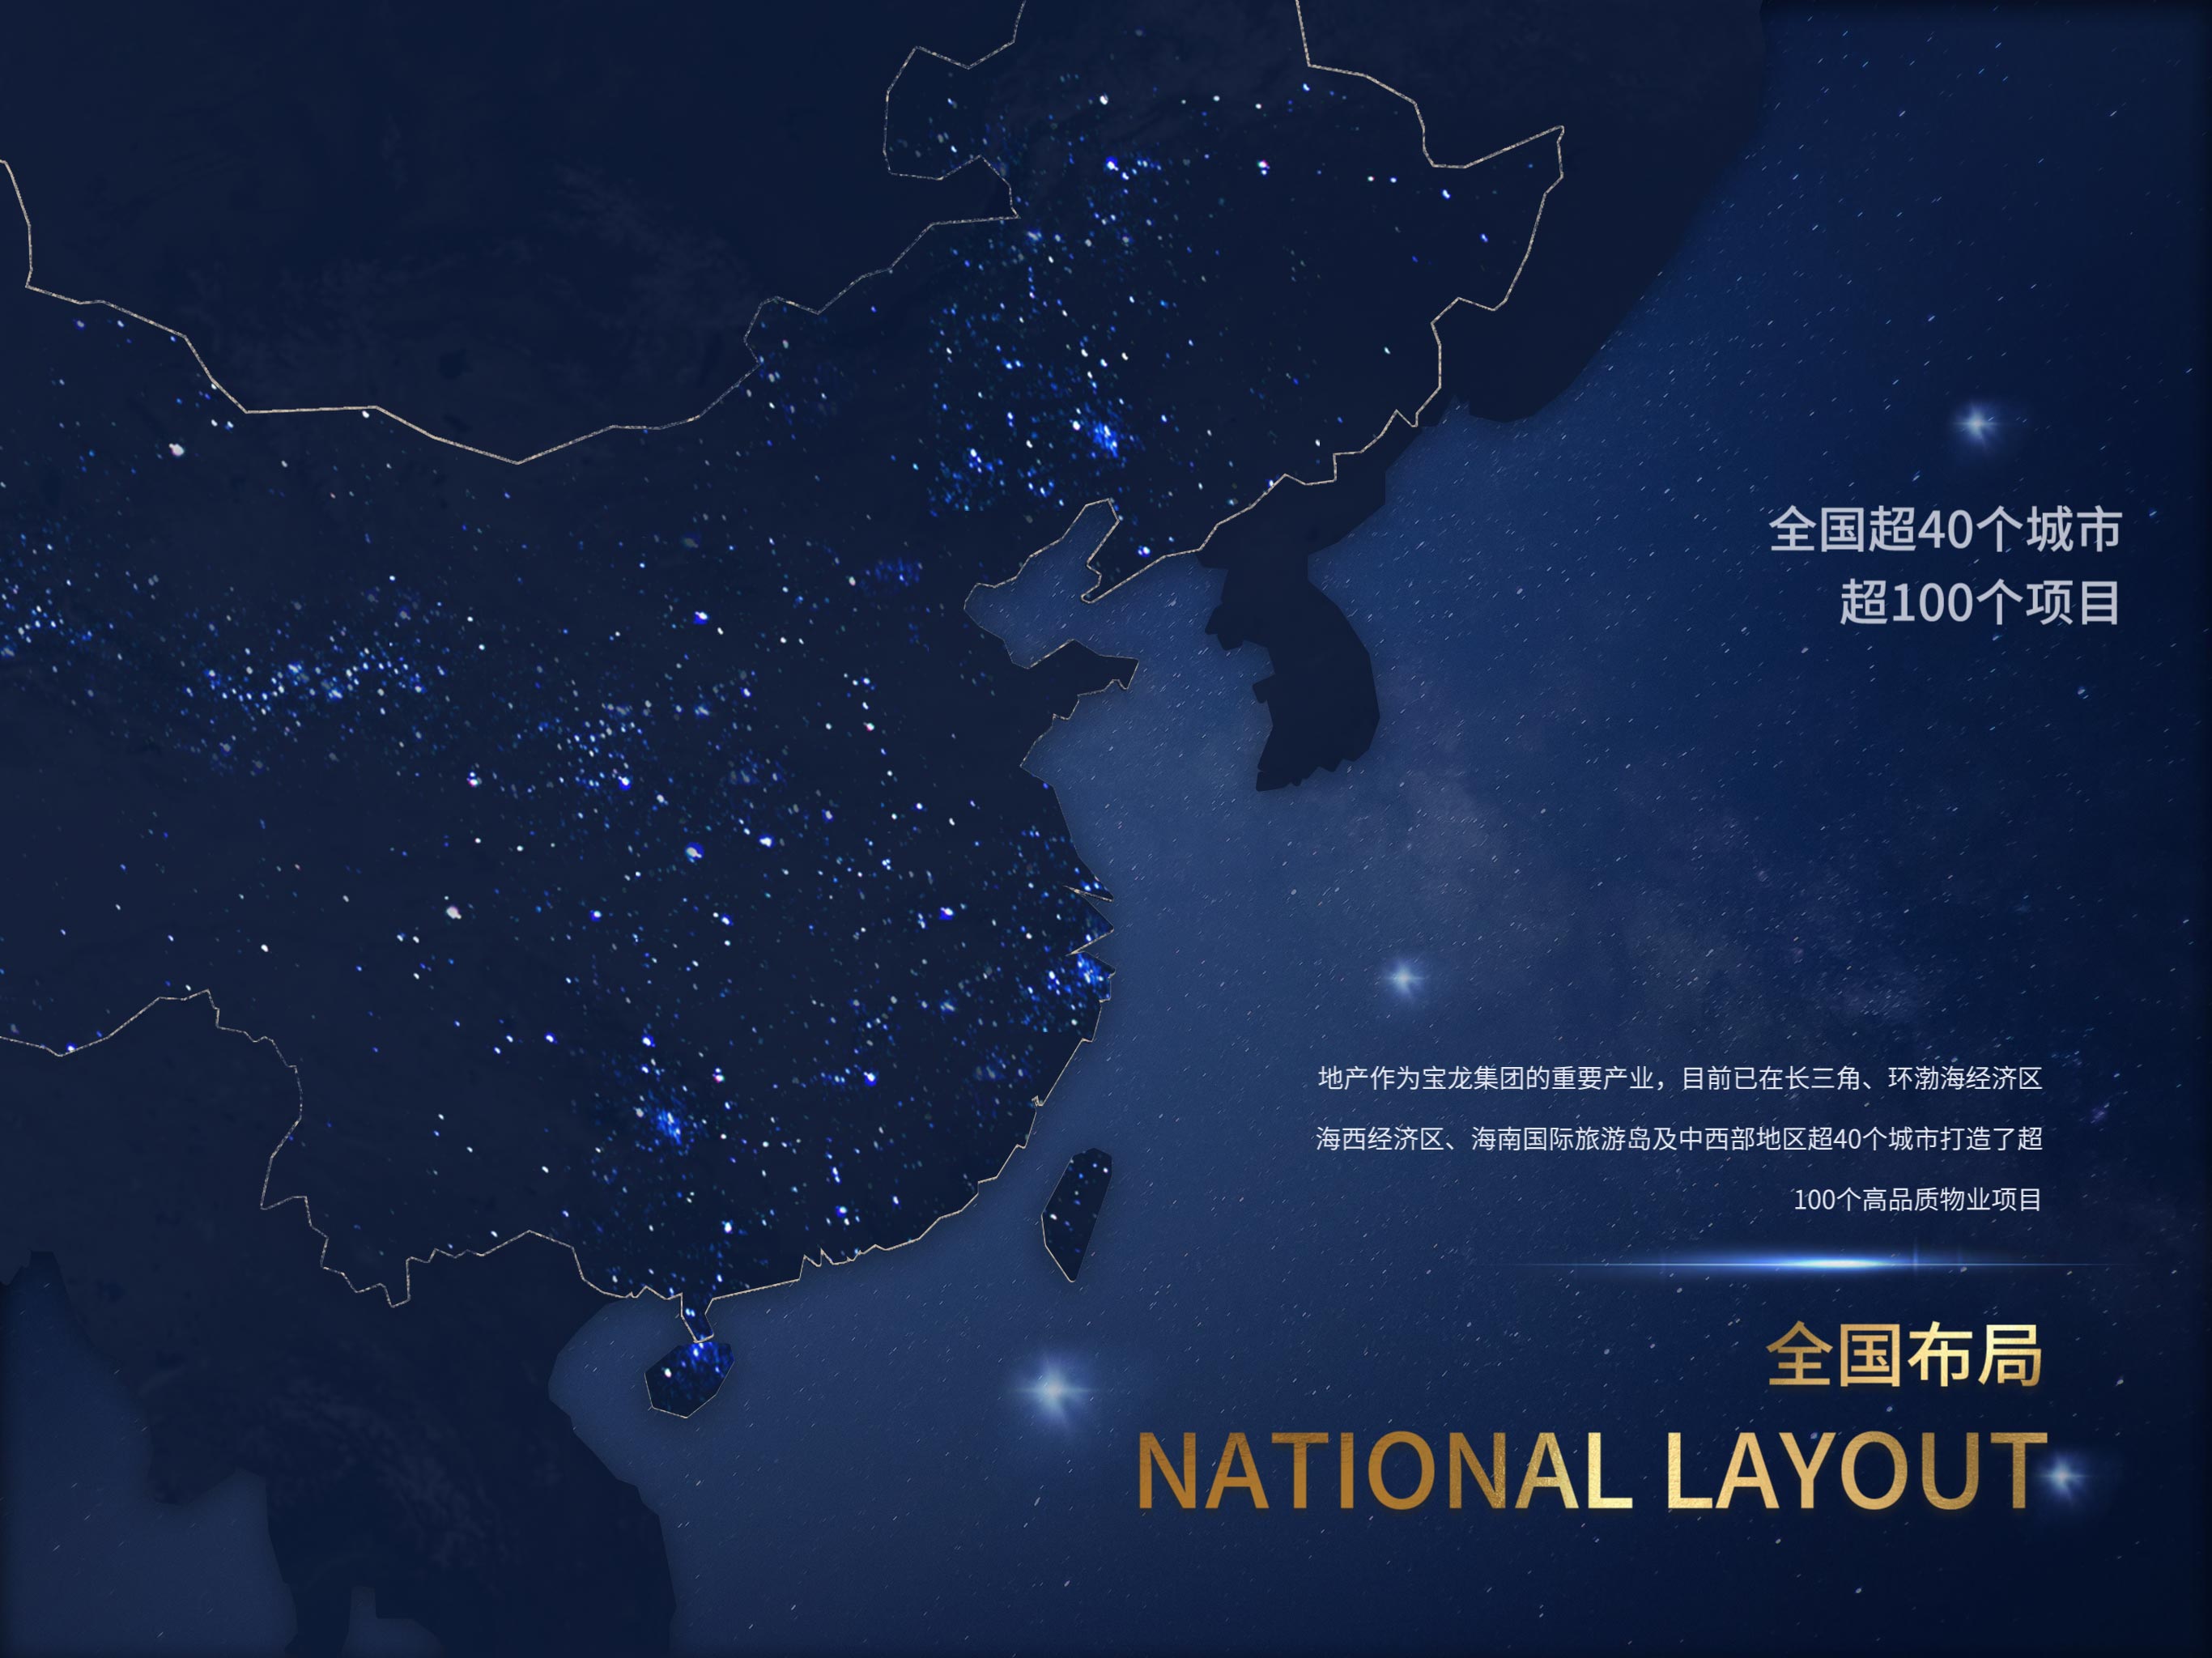 全国超40个城市
超100个项目
地产作为宝龙集团的重要产业，目前已在长三角、环渤海经济区
海西经济区、海南国际旅游岛及中西部地区超40个城市打造了超
100个高品质物业项目
全国布局
NATIONAL LAYOUT